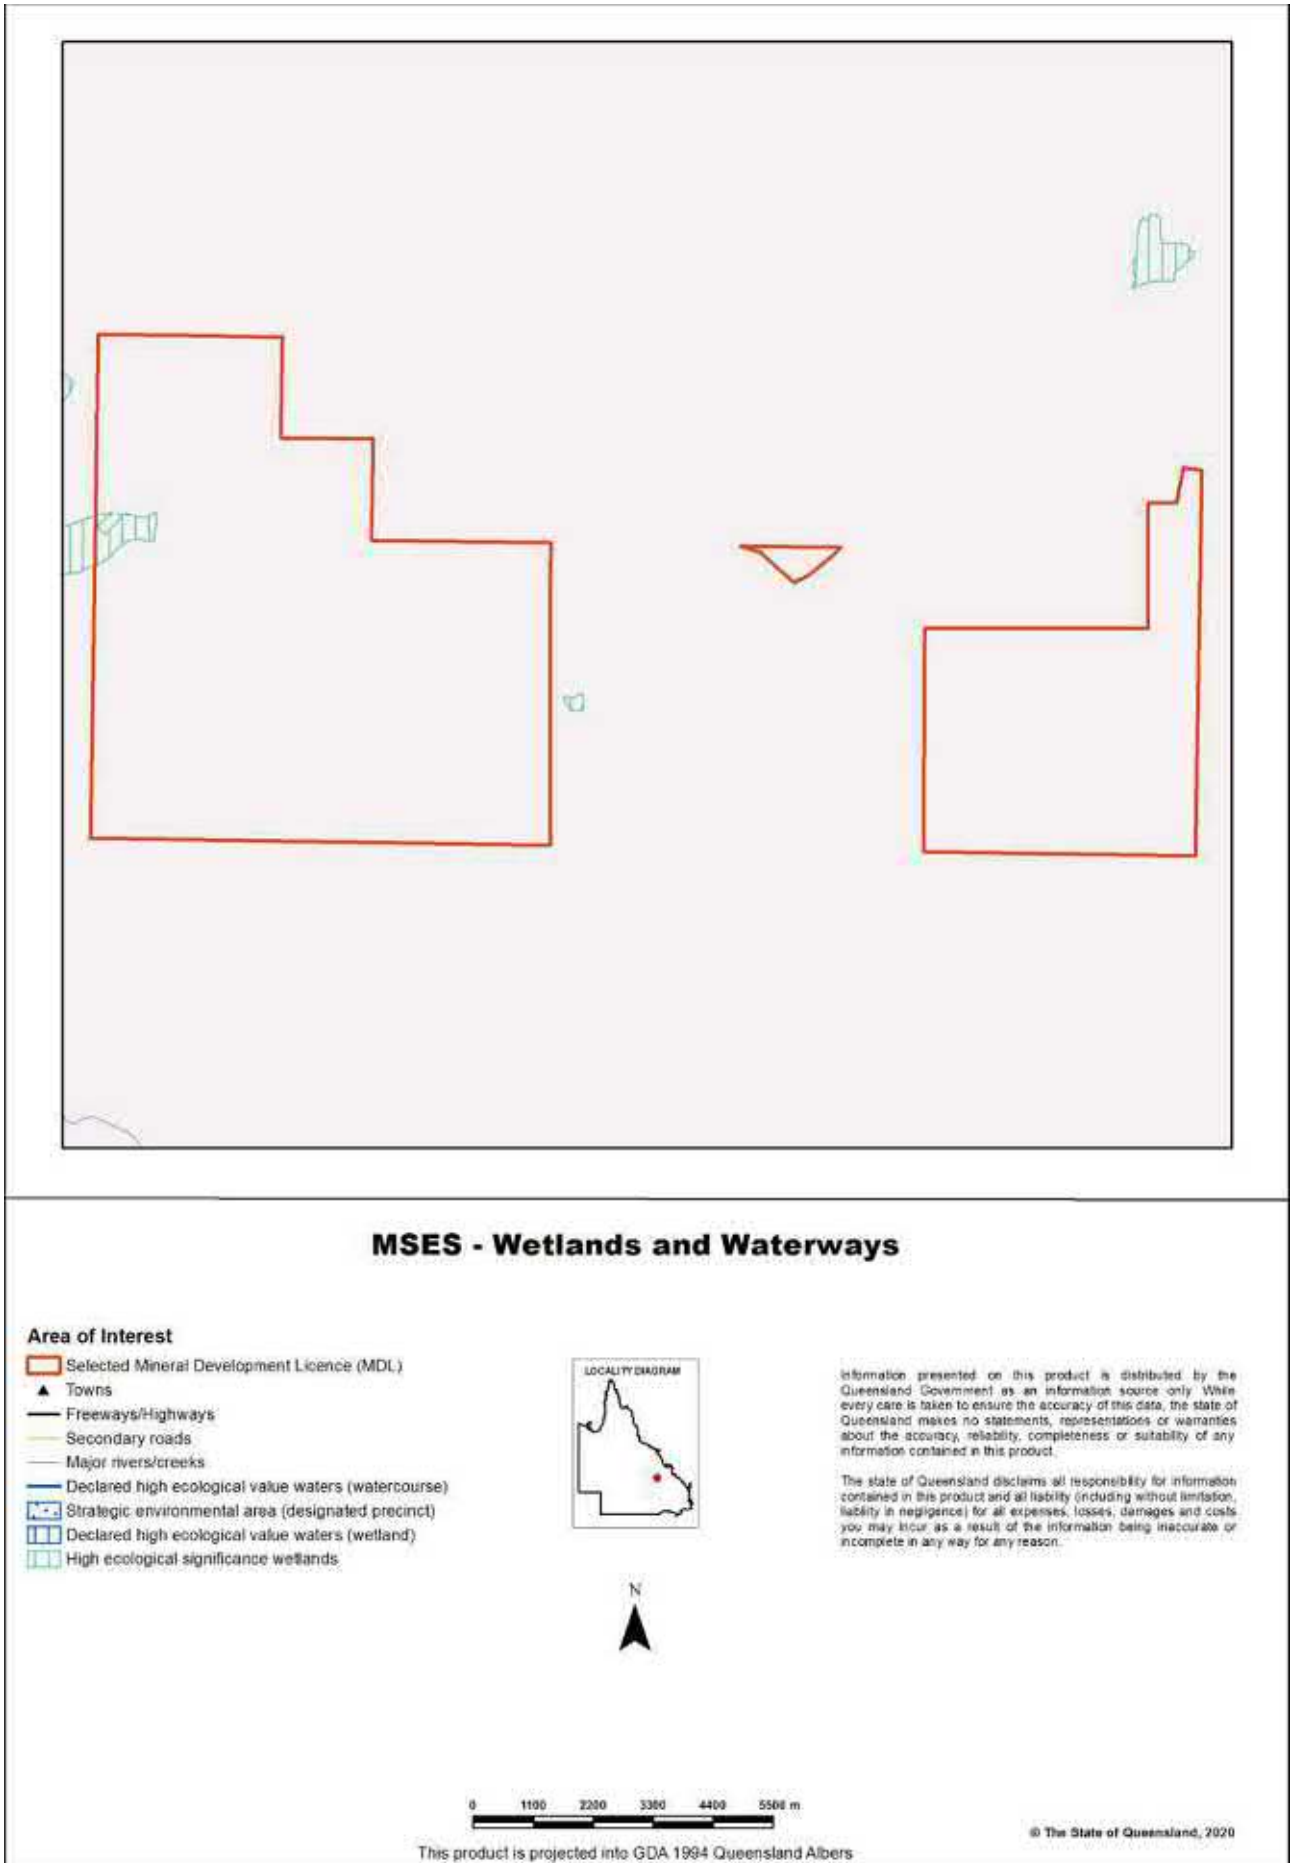 MSES - Wetlands and Waterways
Area of Interest
Selected Mineral Development Licence (MDL)
Towns
Freeways/Highways
Secondary roads
Major rivers/creeks
Declared high ecological value waters (watercourse)
Strategic environmental area (designated precinct)
Declared high ecological value waters (wetland)
High ecological significance wetlands
LOCALITY DIAGRAM
N
Information presented on this product is distributed by the
Queensland Government as an information source only. While
every care is taken to ensure the accuracy of this data, the state of
Queensland makes no statements, representations or warranties
about the accuracy, reliability, completeness or suitability of any
information contained in this product.
The state of Queensland disclaims all responsibility for information
contained in this product and all liability (including without limitation,
liability in negligence) for all expenses, losses, damages and costs
you may incur as a result of the information being inaccurate or
incomplete in any way for any reason.
0 1100 2200 3300 4400 5500 m
This product is projected into GDA 1994 Queensland Albers
© The State of Queensland, 2020